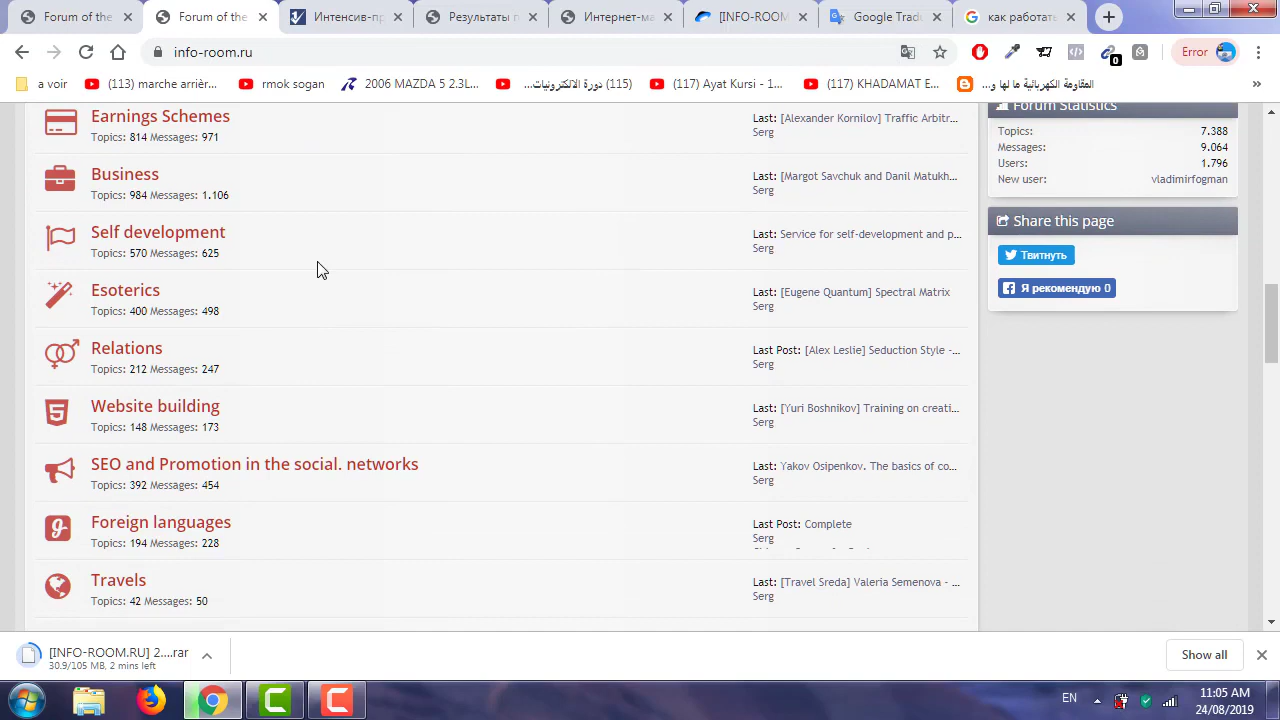 Forum of the
Forum of the
Интенсив-пр
Результаты п
Интернет-ма
[INFO-ROOM
Google Trad
как работать
info-room.ru
Error
0
a voir
(113) marche arrièr...
rnok sogan
2006 MAZDA 5 2.3L...
(115) دورة الالكترونيات...
(117) Ayat Kursi - 1...
(117) KHADAMAT E...
المقاومة الكهربائية ما لها و...
»
Earnings Schemes
Topics: 814 Messages: 971
Last: [Alexander Kornilov] Traffic Arbitr...
Serg
Business
Topics: 984 Messages: 1.106
Last: [Margot Savchuk and Danil Matukh...
Serg
Self development
Topics: 570 Messages: 625
Last: Service for self-development and p...
Serg
Esoterics
Topics: 400 Messages: 498
Last: [Eugene Quantum] Spectral Matrix
Serg
Relations
Topics: 212 Messages: 247
Last Post: [Alex Leslie] Seduction Style -...
Serg
Website building
Topics: 148 Messages: 173
Last: [Yuri Boshnikov] Training on creati...
Serg
SEO and Promotion in the social. networks
Topics: 392 Messages: 454
Last: Yakov Osipenkov. The basics of co...
Serg
Foreign languages
Topics: 194 Messages: 228
Last Post: Complete
Serg
Travels
Topics: 42 Messages: 50
Last: [Travel Sreda] Valeria Semenova - ...
Serg
Forum Statistics
Topics: 7.388
Messages: 9.064
Users: 1.796
New user: vladimirfogman
Share this page
Твитнуть
Я рекомендую 0
[INFO-ROOM.RU] 2....rar
30.9/105 MB, 2 mins left
Show all
EN
11:05 AM
24/08/2019